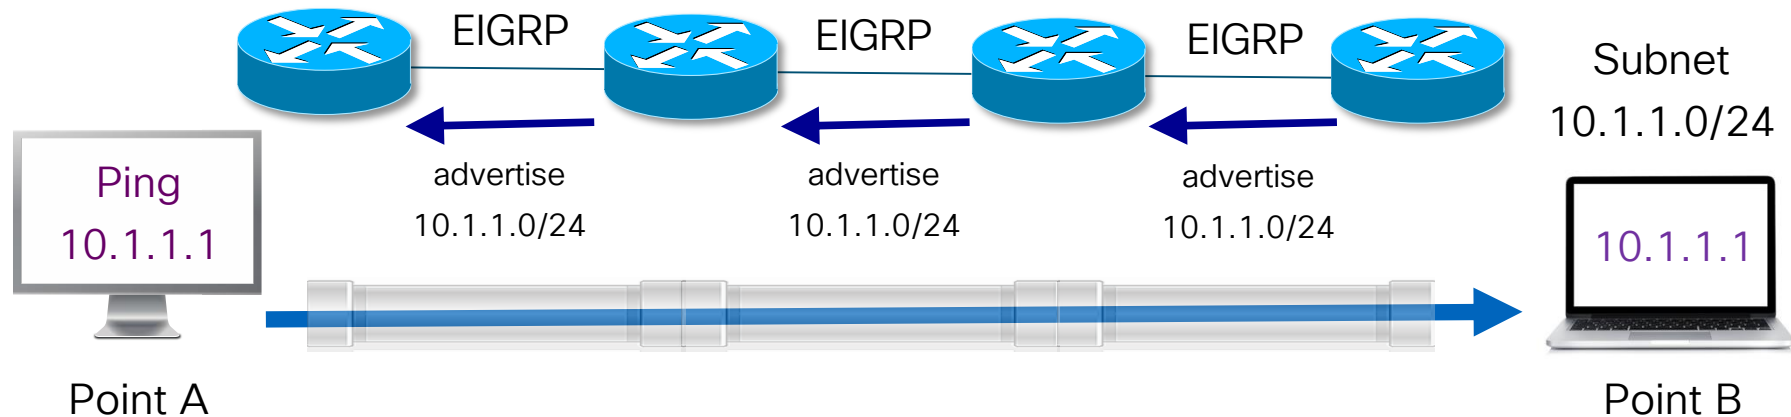 EIGRP
EIGRP
EIGRP
Subnet
10.1.1.0/24
advertise
10.1.1.0/24
advertise
10.1.1.0/24
advertise
10.1.1.0/24
Ping
10.1.1.1
10.1.1.1
Point A
Point B